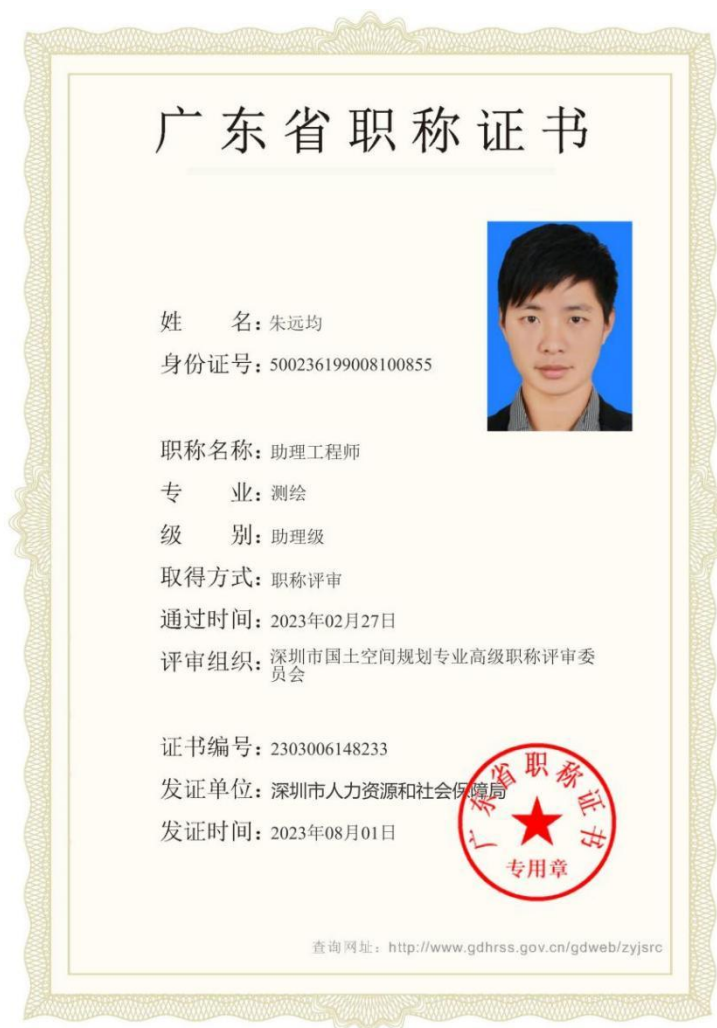 广东省职称证书
姓 名：朱远均
身份证号：500236199008100855
职称名称：助理工程师
专 业：测绘
级 别：助理级
取得方式：职称评审
通过时间：2023年02月27日
评审组织：深圳市国土空间规划专业高级职称评审委
员会
证书编号：2303006148233
发证单位：深圳市人力资源和社会保障局
发证时间：2023年08月01日
广东省职称证书
专用章
查询网址：http://www.gdhrss.gov.cn/gdweb/zyjsrc